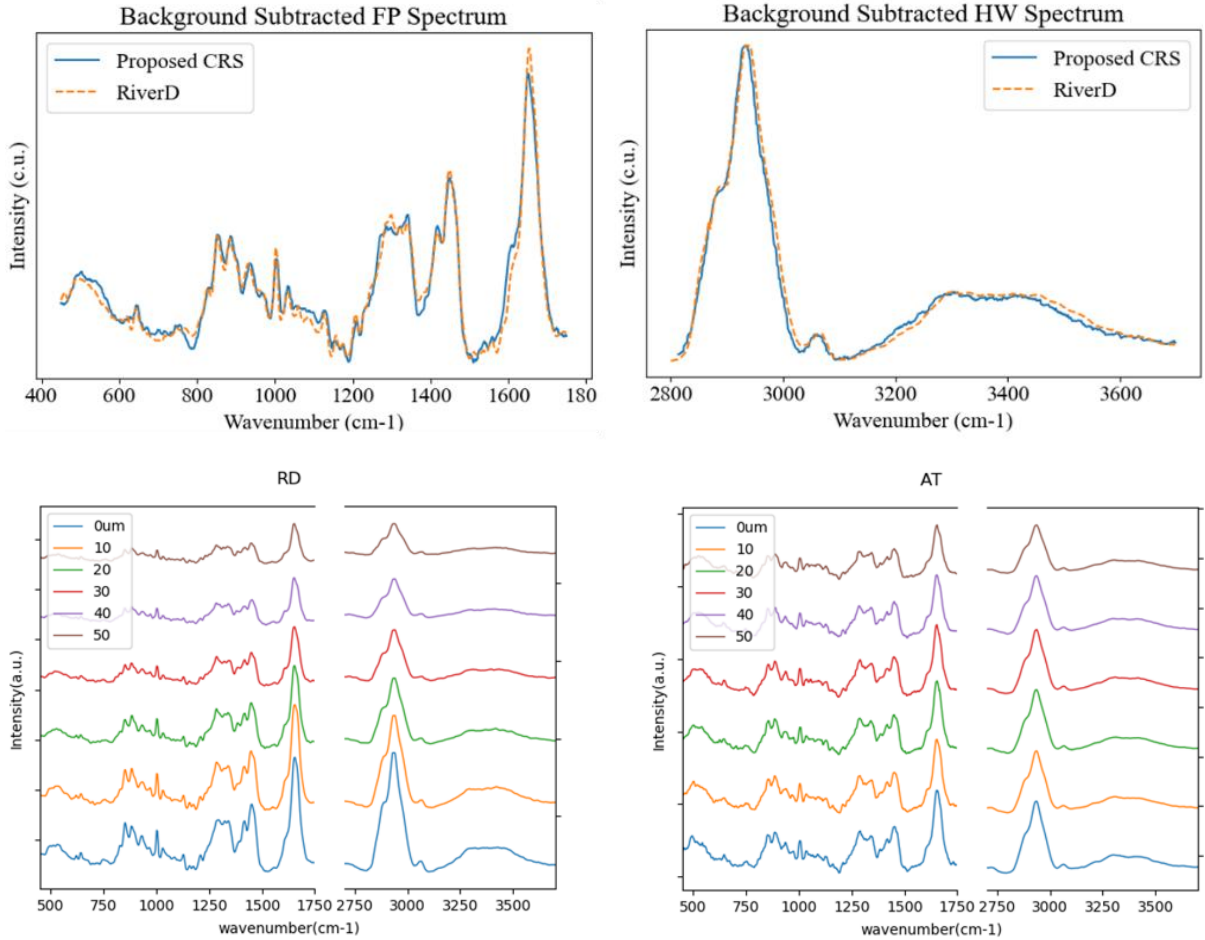 Background Subtracted FP Spectrum
Proposed CRS
RiverD
Intensity (c.u.)
400 600 800 1000 1200 1400 1600 180
Wavenumber (cm-1)
Background Subtracted HW Spectrum
Proposed CRS
RiverD
Intensity (c.u.)
2800 3000 3200 3400 3600
Wavenumber (cm-1)
RD
0um
10
20
30
40
50
Intensity(a.u.)
500 750 1000 1250 1500 1750 2750 3000 3250 3500
wavenumber(cm-1)
AT
0um
10
20
30
40
50
Intensity(a.u.)
500 750 1000 1250 1500 1750 2750 3000 3250 3500
wavenumber(cm-1)